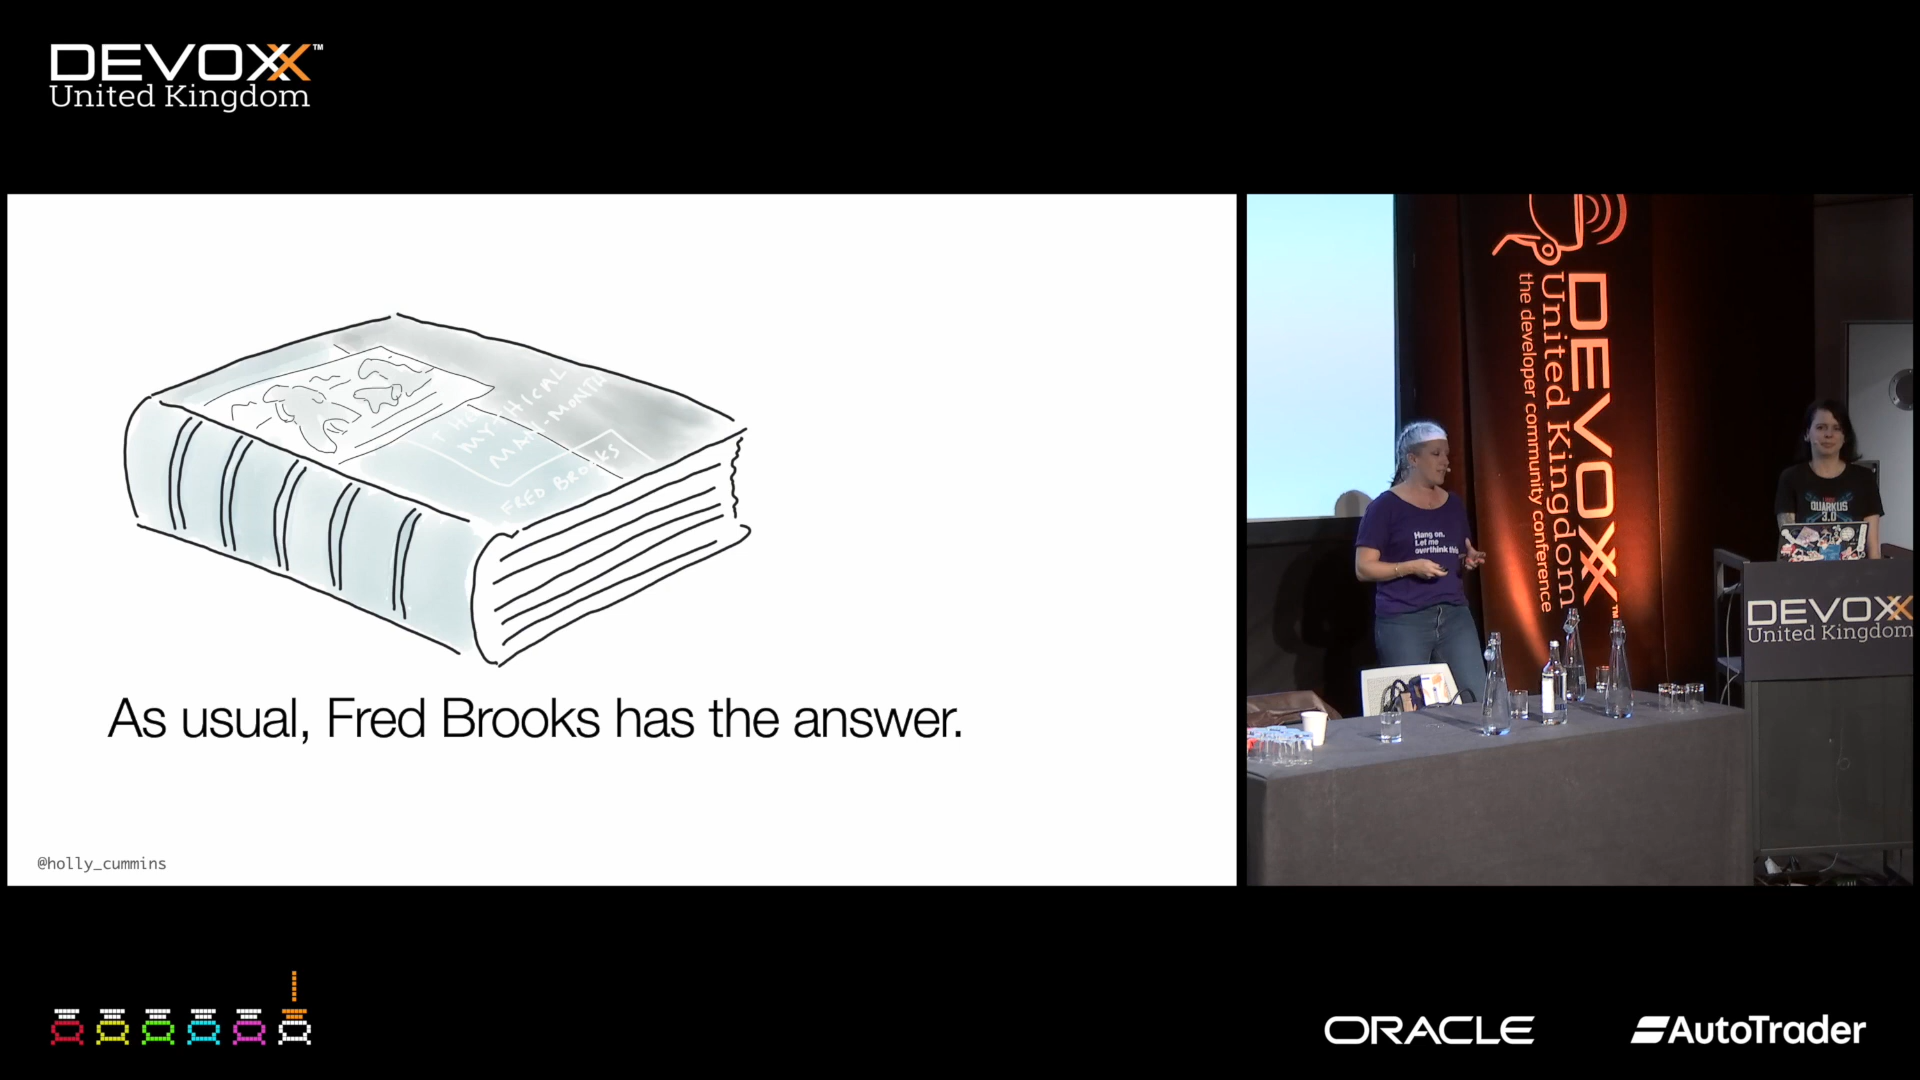 DEVOXX™
United Kingdom
THE
MYTHICAL
MAN-MONTH
FRED BROOKS
As usual, Fred Brooks has the answer.
@holly_cummins
DEVOXX™
United Kingdom
the developer community conference
Hang on.
Let me
overthink this
QUARKUS
3.0
DEVOXX
United Kingdom
ORACLE
AutoTrader